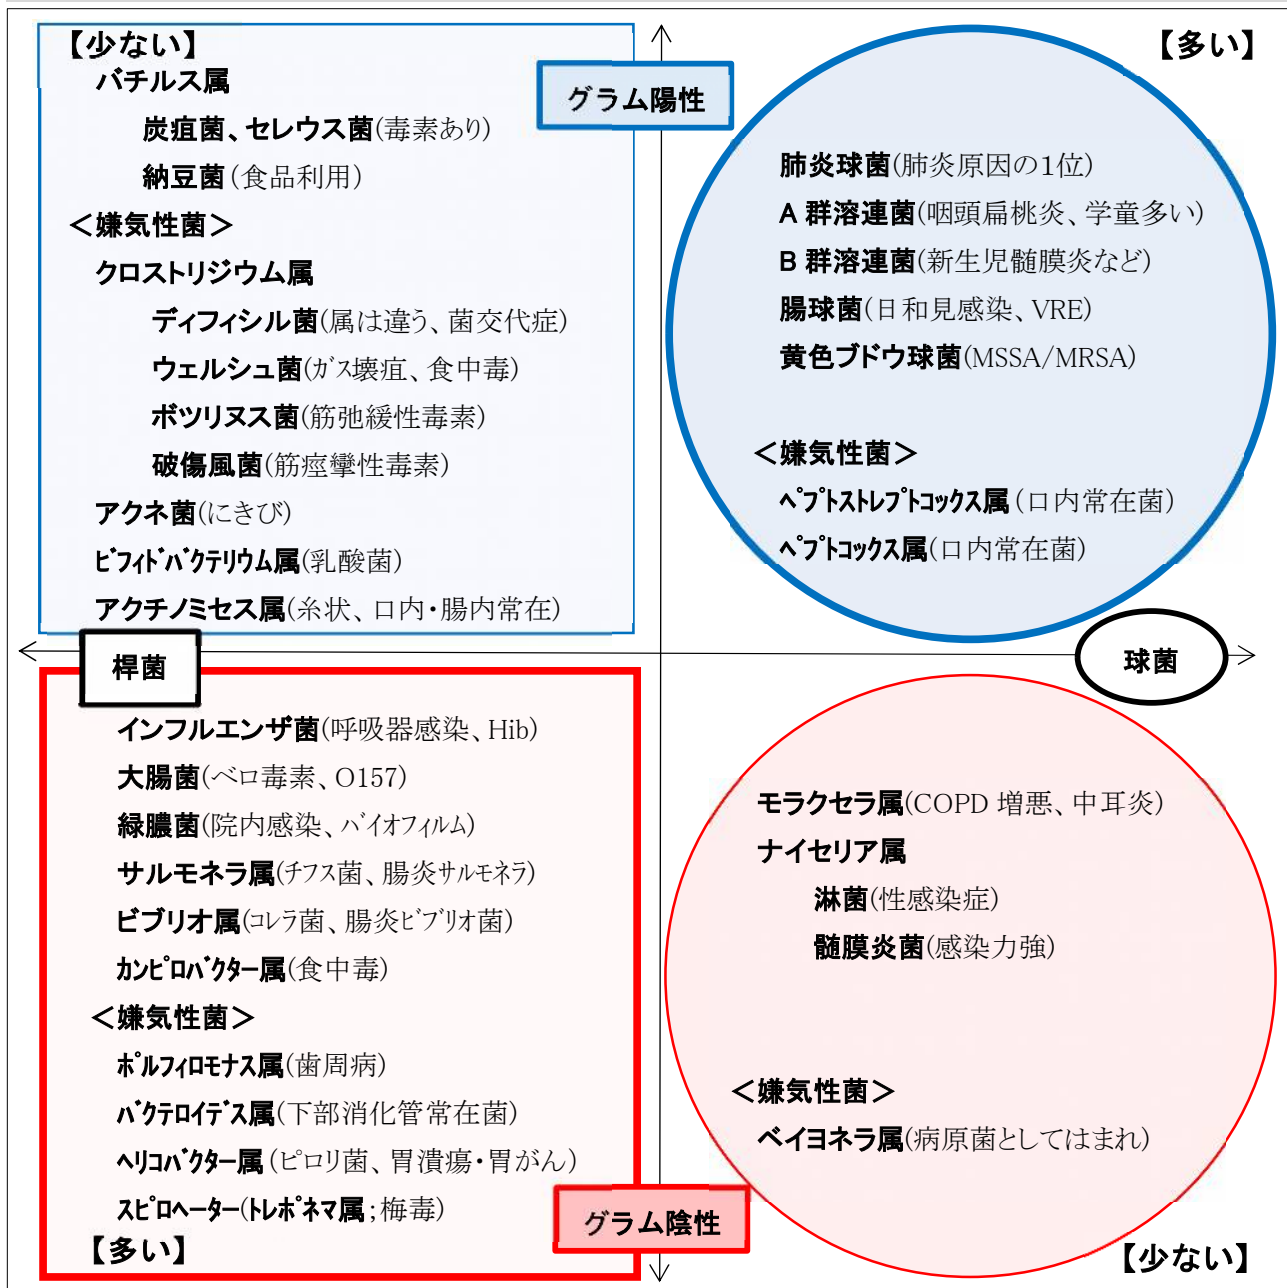 【少ない】
バチルス属
炭疽菌、セレウス菌(毒素あり)
納豆菌(食品利用)
＜嫌気性菌＞
クロストリジウム属
ディフィシル菌(属は違う、菌交代症)
ウェルシュ菌(ｶﾞｽ壊疽、食中毒)
ボツリヌス菌(筋弛緩性毒素)
破傷風菌(筋痙攣性毒素)
アクネ菌(にきび)
ﾋﾞﾌｨﾄﾞﾊﾞｸﾃﾘｳﾑ属(乳酸菌)
アクチノミセス属(糸状、口内・腸内常在)
グラム陽性
【多い】
肺炎球菌(肺炎原因の1位)
A 群溶連菌(咽頭扁桃炎、学童多い)
B 群溶連菌(新生児髄膜炎など)
腸球菌(日和見感染、VRE)
黄色ブドウ球菌(MSSA/MRSA)
＜嫌気性菌＞
ﾍﾟﾌﾟﾄｽﾄﾚﾌﾟﾄｺｯｸｽ属(口内常在菌)
ﾍﾟﾌﾟﾄｺｯｸｽ属(口内常在菌)
桿菌
球菌
インフルエンザ菌(呼吸器感染、Hib)
大腸菌(ベロ毒素、O157)
緑膿菌(院内感染、ﾊﾞｲｵﾌｨﾙﾑ)
サルモネラ属(ﾁﾌｽ菌、腸炎ｻﾙﾓﾈﾗ)
ビブリオ属(ｺﾚﾗ菌、腸炎ﾋﾞﾌﾞﾘｵ菌)
ｶﾝﾋﾟﾛﾊﾞｸﾀｰ属(食中毒)
＜嫌気性菌＞
ﾎﾟﾙﾌｨﾛﾓﾅｽ属(歯周病)
ﾊﾞｸﾃﾛｲﾃﾞｽ属(下部消化管常在菌)
ﾍﾘｺﾊﾞｸﾀｰ属(ピロリ菌、胃潰瘍・胃がん)
ｽﾋﾟﾛﾍｰﾀｰ(ﾄﾚﾎﾟﾈﾏ属;梅毒)
【多い】
グラム陰性
モラクセラ属(COPD 増悪、中耳炎)
ナイセリア属
淋菌(性感染症)
髄膜炎菌(感染力強)
＜嫌気性菌＞
ベイヨネラ属(病原菌としてはまれ)
【少ない】